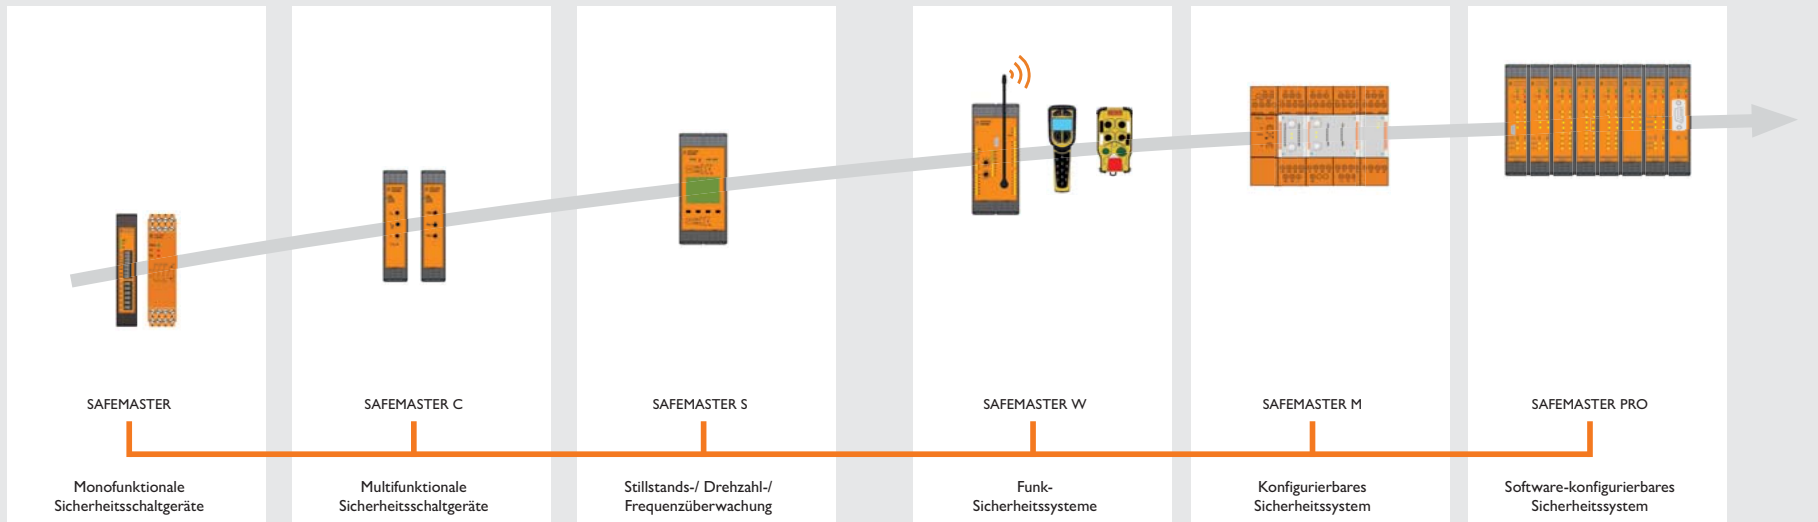 SAFEMASTER
SAFEMASTER C
SAFEMASTER S
SAFEMASTER W
SAFEMASTER M
SAFEMASTER PRO
Monofunktionale
Sicherheitsschaltgeräte
Multifunktionale
Sicherheitsschaltgeräte
Stillstands-/ Drehzahl-/
Frequenzüberwachung
Funk-
Sicherheitssysteme
Konfigurierbares
Sicherheitssystem
Software-konfigurierbares
Sicherheitssystem